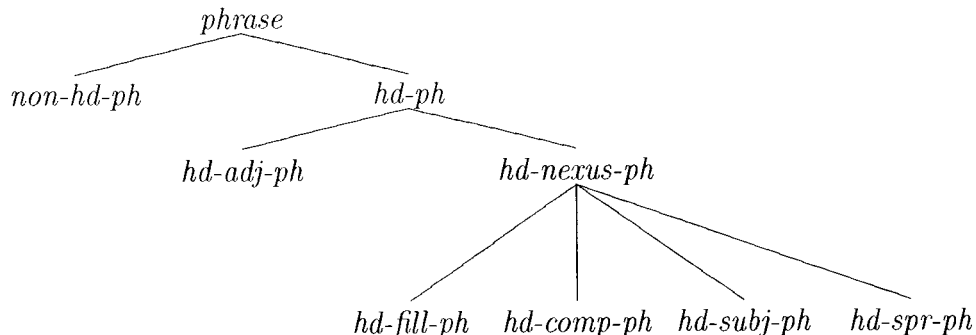 phrase
non-hd-ph hd-ph
hd-adj-ph hd-nexus-ph
hd-fill-ph hd-comp-ph hd-subj-ph hd-spr-ph